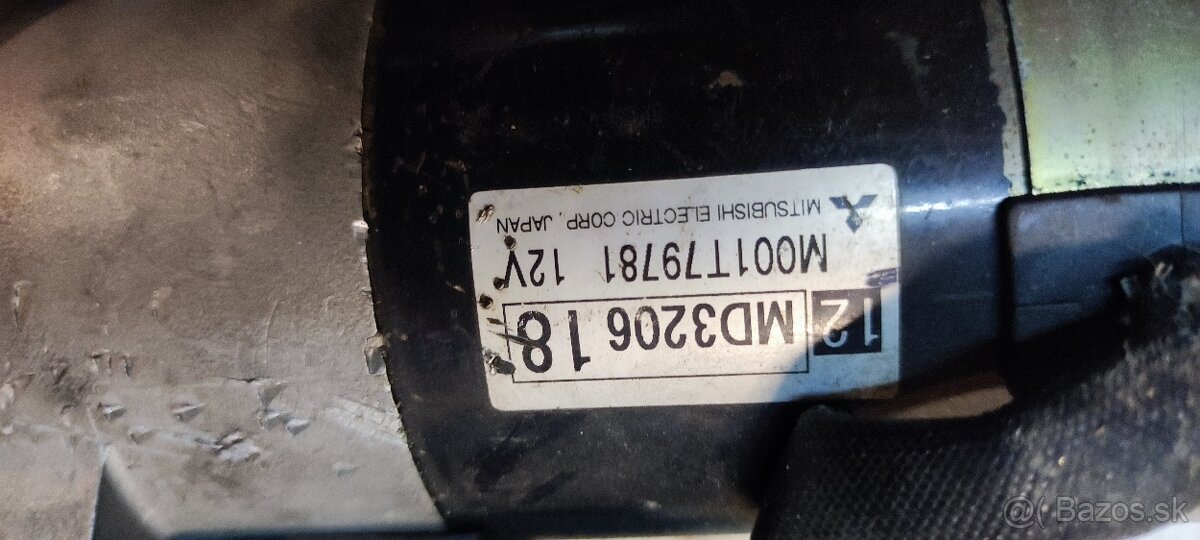 12 MD320618
M001T79781 12V
MITSUBISHI ELECTRIC CORP. JAPAN
@( Bazos.sk